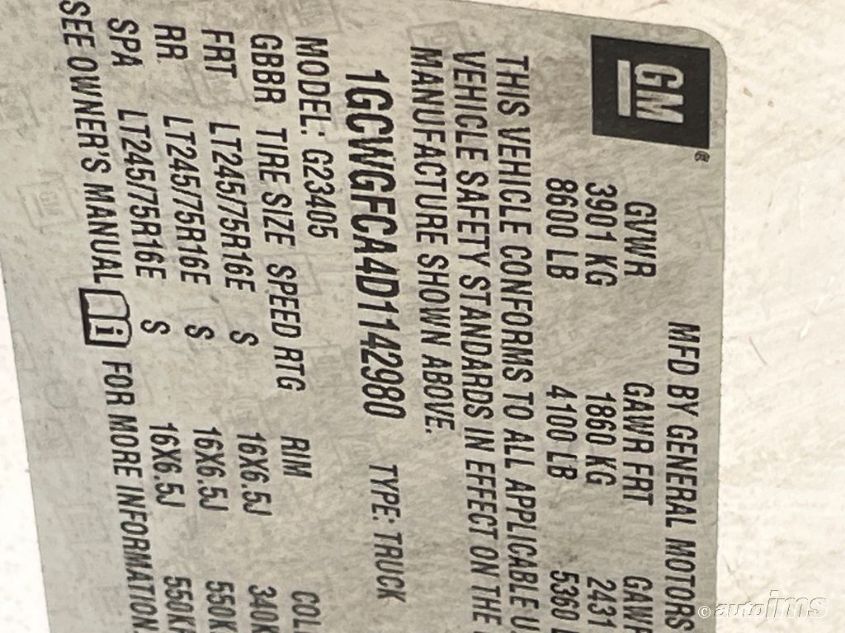 MFD BY GENERAL MOTORS
GM
GVWR GAWR FRT GAWR
3901 KG 1860 KG 2431
8600 LB 4100 LB 5360
THIS VEHICLE CONFORMS TO ALL APPLICABLE U.
VEHICLE SAFETY STANDARDS IN EFFECT ON THE
MANUFACTURE SHOWN ABOVE.
1GCWGFCA4D1142980 TYPE: TRUCK
MODEL: G23405
GBBR TIRE SIZE SPEED RTG RIM COL
FRT LT245/75R16E S 16X6.5J 340K
RR LT245/75R16E S 16X6.5J 550K
SPA LT245/75R16E S 16X6.5J 550K
SEE OWNER'S MANUAL i FOR MORE INFORMATION.
© autoims